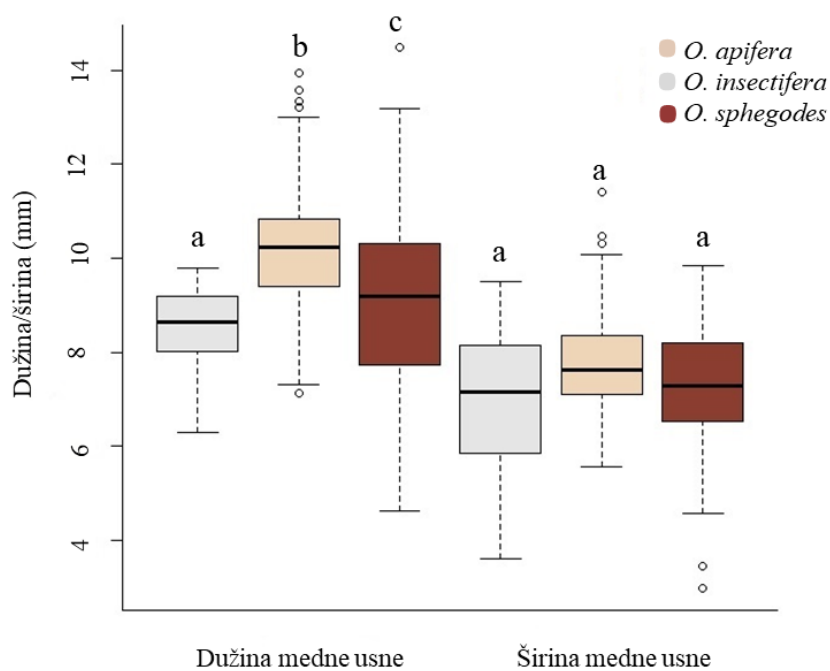 b
c
a
a
a
a
O. apifera
O. insectifera
O. sphegodes
Dužina/širina (mm)
14
12
10
8
6
4
Dužina medne usne
Širina medne usne